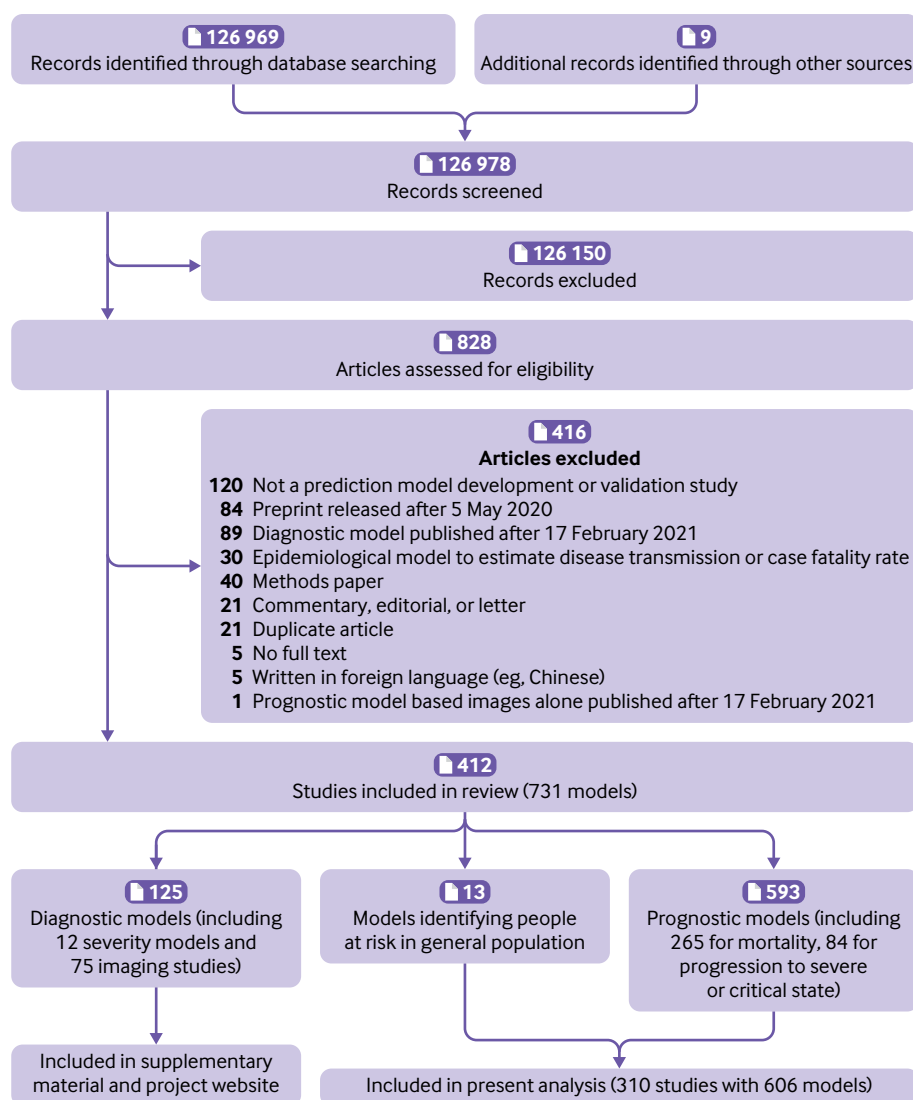 126 969
Records identified through database searching
9
Additional records identified through other sources
126 978
Records screened
126 150
Records excluded
828
Articles assessed for eligibility
416
Articles excluded
120 Not a prediction model development or validation study
84 Preprint released after 5 May 2020
89 Diagnostic model published after 17 February 2021
30 Epidemiological model to estimate disease transmission or case fatality rate
40 Methods paper
21 Commentary, editorial, or letter
21 Duplicate article
5 No full text
5 Written in foreign language (eg, Chinese)
1 Prognostic model based images alone published after 17 February 2021
412
Studies included in review (731 models)
125
Diagnostic models (including
12 severity models and
75 imaging studies)
13
Models identifying people
at risk in general population
593
Prognostic models (including
265 for mortality, 84 for
progression to severe
or critical state)
Included in supplementary
material and project website
Included in present analysis (310 studies with 606 models)